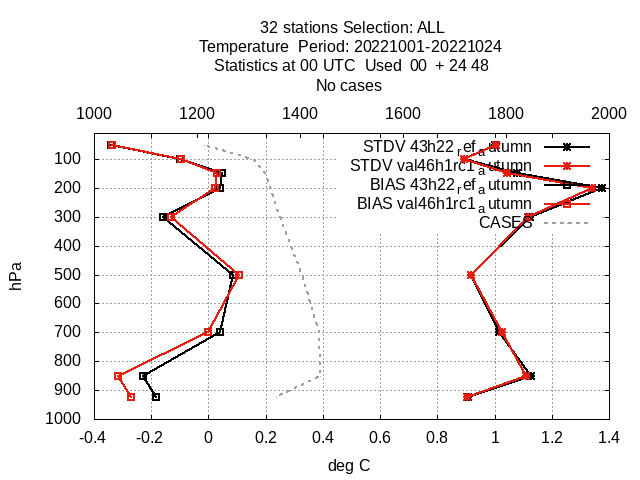 32 stations Selection: ALL
Temperature  Period: 20221001-20221024
Statistics at 00 UTC  Used  00  + 24 48
No cases
1000 1200 1400 1600 1800 2000
STDV 43h22_ref_autumn
STDV val46h1rc1_autumn
BIAS 43h22_ref_autumn
BIAS val46h1rc1_autumn
CASES
100
200
300
400
500
600
700
800
900
1000
hPa
-0.4 -0.2 0 0.2 0.4 0.6 0.8 1 1.2 1.4
deg C